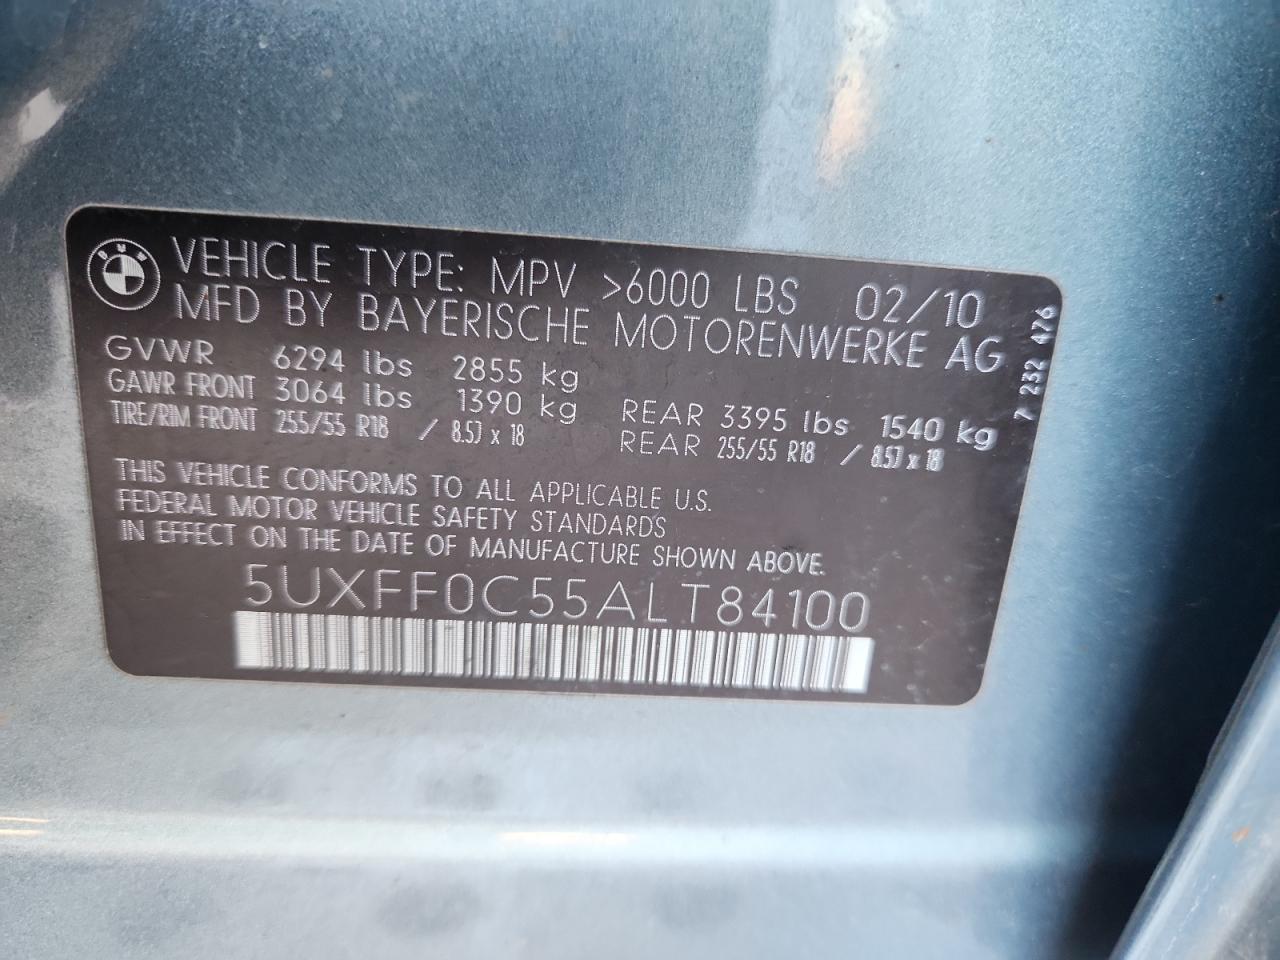 BMW
VEHICLE TYPE: MPV >6000 LBS 02/10
MFD BY BAYERISCHE MOTORENWERKE AG
GVWR 6294 lbs 2855 kg
GAWR FRONT 3064 lbs 1390 kg REAR 3395 lbs 1540 kg
TIRE/RIM FRONT 255/55 R18 / 8.5J x 18 REAR 255/55 R18 / 8.5J x 18
7 232 476
THIS VEHICLE CONFORMS TO ALL APPLICABLE U.S.
FEDERAL MOTOR VEHICLE SAFETY STANDARDS
IN EFFECT ON THE DATE OF MANUFACTURE SHOWN ABOVE.
5UXFF0C55ALT84100